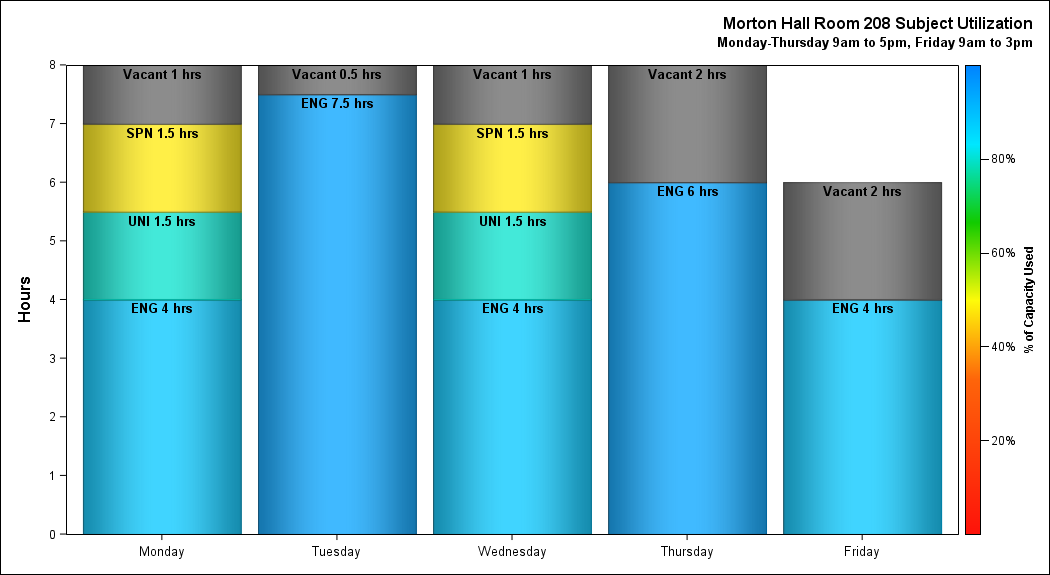 Morton Hall Room 208 Subject Utilization
Monday-Thursday 9am to 5pm, Friday 9am to 3pm
Hours
8
7
6
5
4
3
2
1
0
Vacant 1 hrs
SPN 1.5 hrs
UNI 1.5 hrs
ENG 4 hrs
Vacant 0.5 hrs
ENG 7.5 hrs
Vacant 1 hrs
SPN 1.5 hrs
UNI 1.5 hrs
ENG 4 hrs
Vacant 2 hrs
ENG 6 hrs
Vacant 2 hrs
ENG 4 hrs
Monday
Tuesday
Wednesday
Thursday
Friday
80%
60%
40%
20%
% of Capacity Used